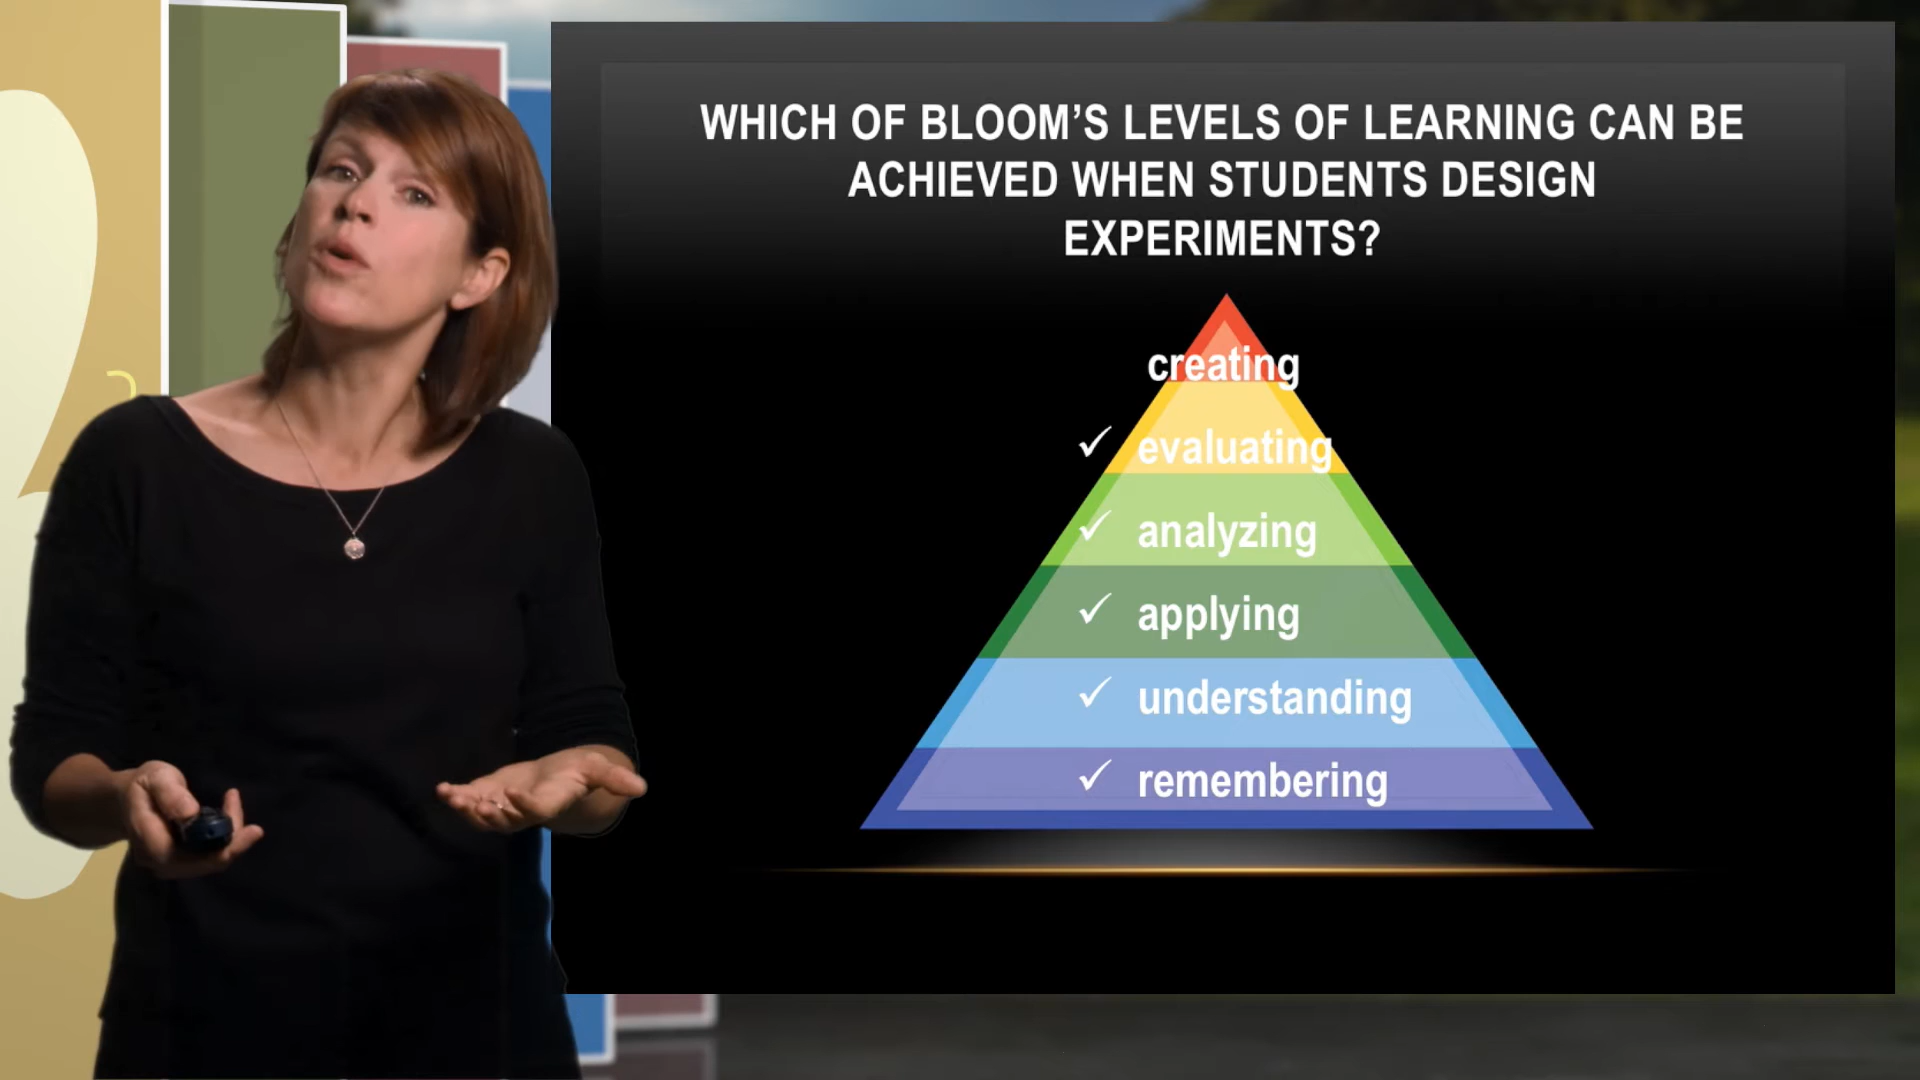 WHICH OF BLOOM’S LEVELS OF LEARNING CAN BE
ACHIEVED WHEN STUDENTS DESIGN
EXPERIMENTS?
creating
✓ evaluating
✓ analyzing
✓ applying
✓ understanding
✓ remembering